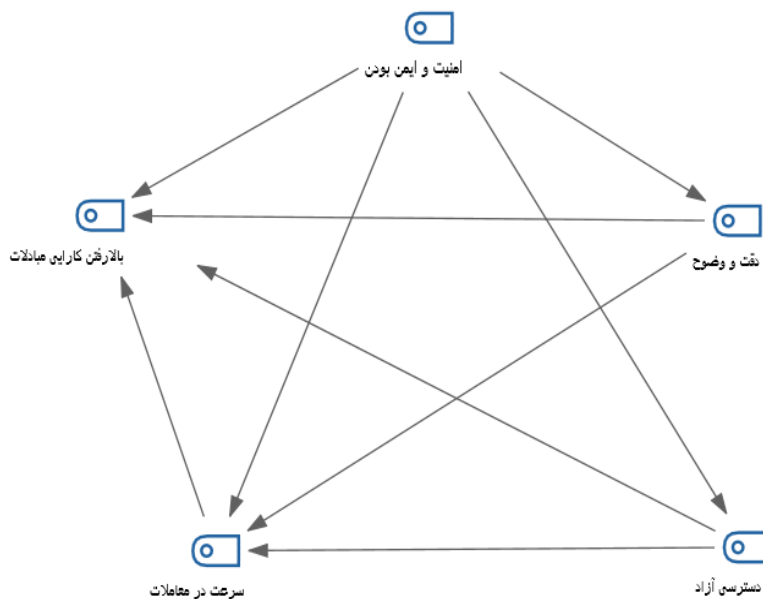 امنیت و ایمن بودن
بالارفتن کارایی مبادلات
دقت و وضوح
سرعت در معاملات
دسترسی آزاد